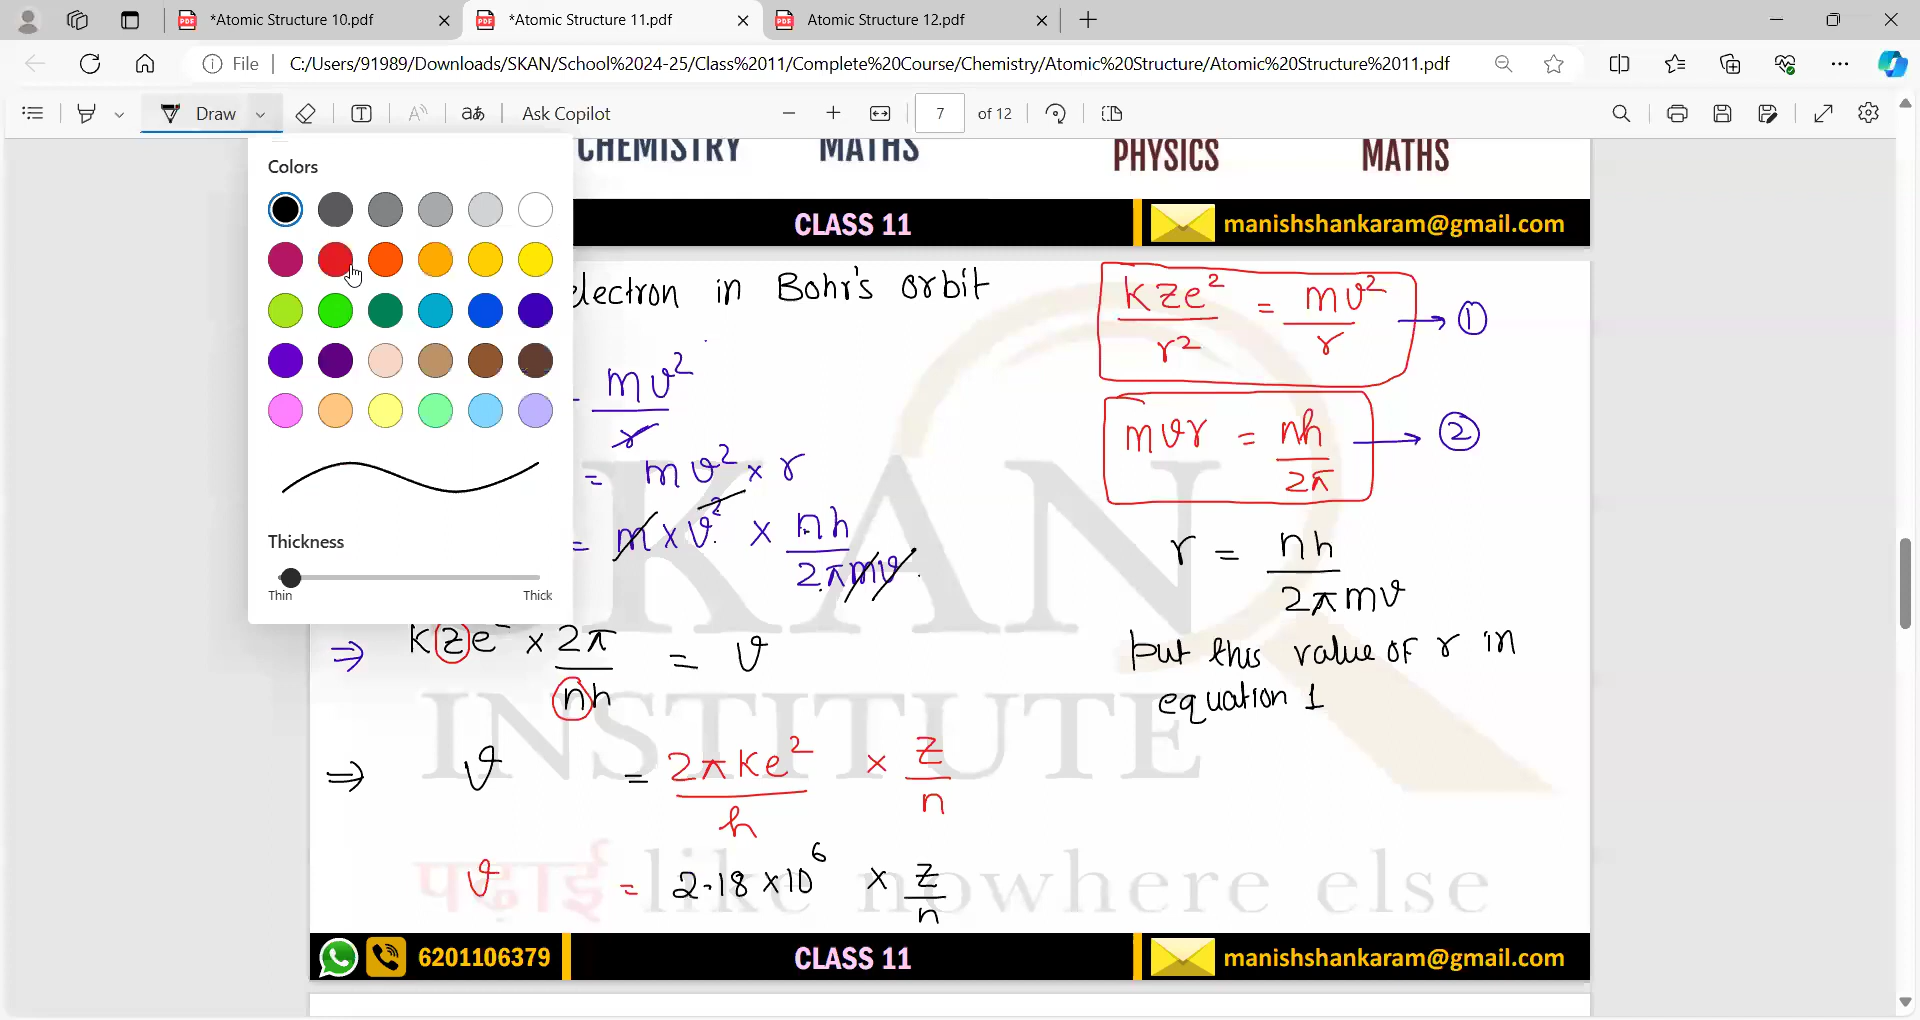 *Atomic Structure 10.pdf
*Atomic Structure 11.pdf
Atomic Structure 12.pdf
File
C:/Users/91989/Downloads/SKAN/School%2024-25/Class%2011/Complete%20Course/Chemistry/Atomic%20Structure/Atomic%20Structure%2011.pdf
Draw
Ask Copilot
7 of 12
CHEMISTRY MATHS PHYSICS MATHS
Colors
Thickness
Thin Thick
CLASS 11
manishshankaram@gmail.com
lectron in Bohr's orbit
KZe²/r² = mv²/r → ①
mv²/r
mvr = nh/2π → ②
= mv² × r
= m × v² × nh/2πmv
r = nh/2πmv
put this value of r in
equation 1
⇒ kze² × 2π/nh = v
⇒ v = 2πKe²/h × Z/n
v = 2.18 × 10⁶ × Z/n
KAN
INSTITUTE
पढ़ाई like nowhere else
6201106379
CLASS 11
manishshankaram@gmail.com